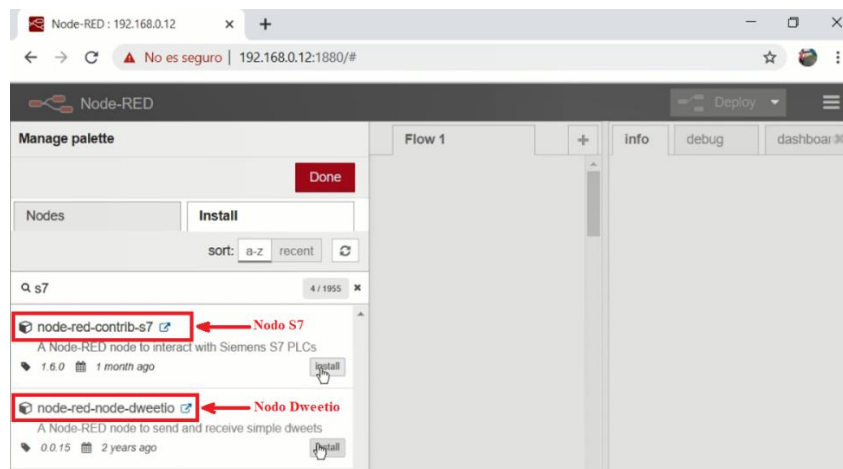 Node-RED : 192.168.0.12
No es seguro | 192.168.0.12:1880/#
Node-RED
Deploy
Manage palette
Flow 1
info
debug
dashboar
Done
Nodes
Install
sort: a-z recent
s7
4 / 1955
node-red-contrib-s7
Nodo S7
A Node-RED node to interact with Siemens S7 PLCs
1.6.0 1 month ago
install
node-red-node-dweetio
Nodo Dweetio
A Node-RED node to send and receive simple dweets
0.0.15 2 years ago
install